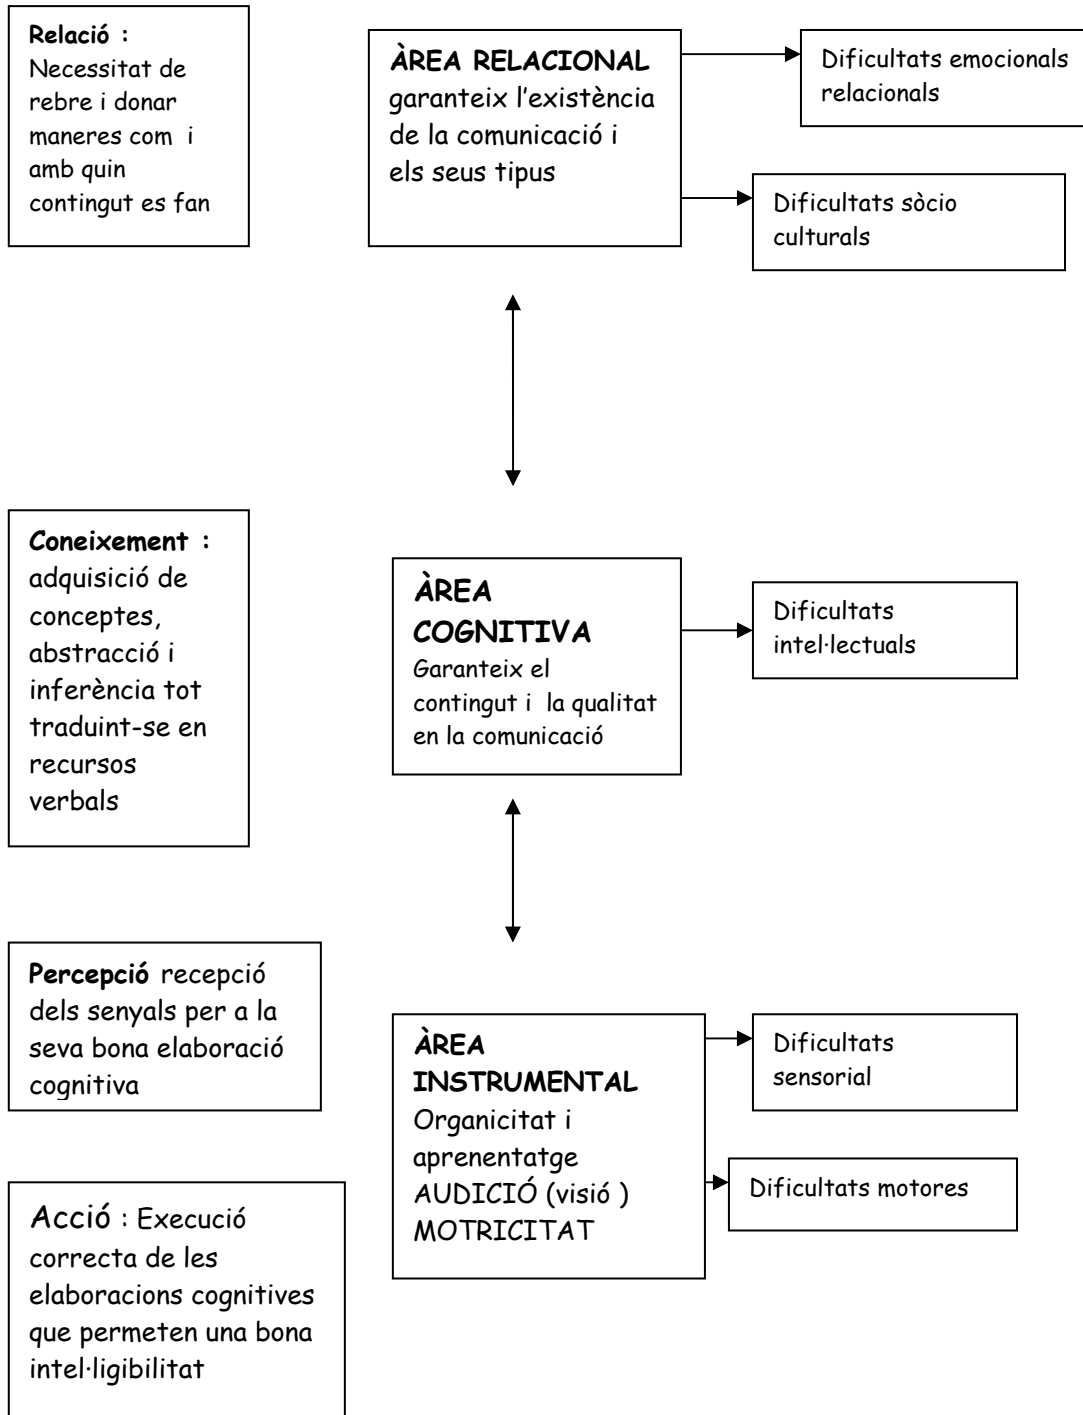 Relació :
Necessitat de
rebre i donar
maneres com  i
amb quin
contingut es fan
ÀREA RELACIONAL
garanteix l'existència
de la comunicació i
els seus tipus
Dificultats emocionals
relacionals
Dificultats sòcio
culturals
Coneixement :
adquisició de
conceptes,
abstracció i
inferència tot
traduint-se en
recursos
verbals
ÀREA
COGNITIVA
Garanteix el
contingut i  la qualitat
en la comunicació
Dificultats
intel·lectuals
Percepció recepció
dels senyals per a la
seva bona elaboració
cognitiva
ÀREA
INSTRUMENTAL
Organicitat i
aprenentatge
AUDICIÓ (visió )
MOTRICITAT
Dificultats
sensorial
Dificultats motores
Acció : Execució
correcta de les
elaboracions cognitives
que permeten una bona
intel·ligibilitat